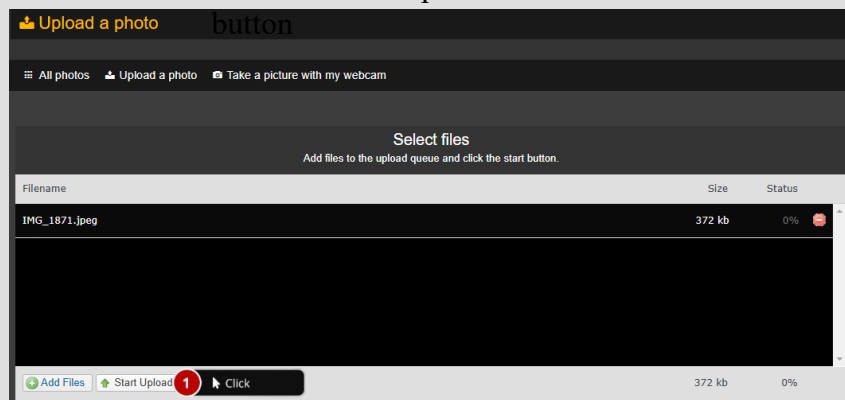 Upload a photo
button
All photos Upload a photo Take a picture with my webcam
Select files
Add files to the upload queue and click the start button.
Filename Size Status
IMG_1871.jpeg 372 kb 0%
Add Files Start Upload 1 Click 372 kb 0%